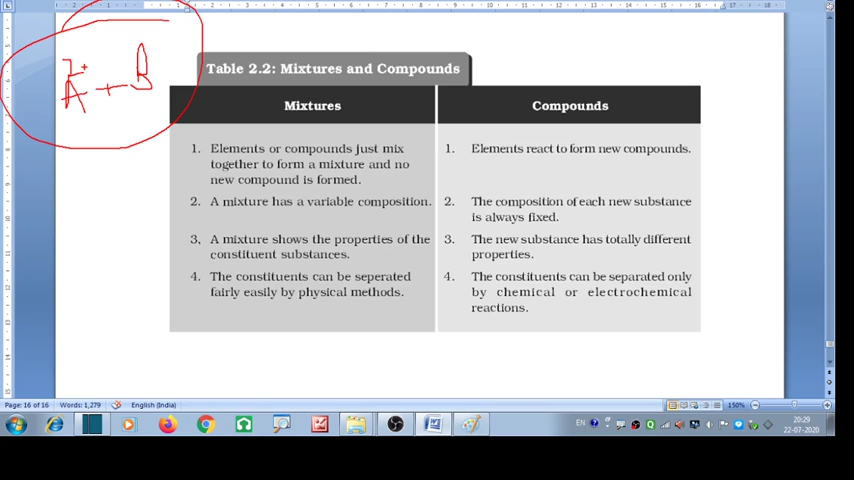 A + B
Table 2.2: Mixtures and Compounds
Mixtures
Compounds
1. Elements or compounds just mix
together to form a mixture and no
new compound is formed.
2. A mixture has a variable composition.
3, A mixture shows the properties of the
constituent substances.
4. The constituents can be seperated
fairly easily by physical methods.
1. Elements react to form new compounds.
2. The composition of each new substance
is always fixed.
3. The new substance has totally different
properties.
4. The constituents can be separated only
by chemical or electrochemical
reactions.
Page: 16 of 16 Words: 1,279 English (India) 150%
EN 20:29
22-07-2020